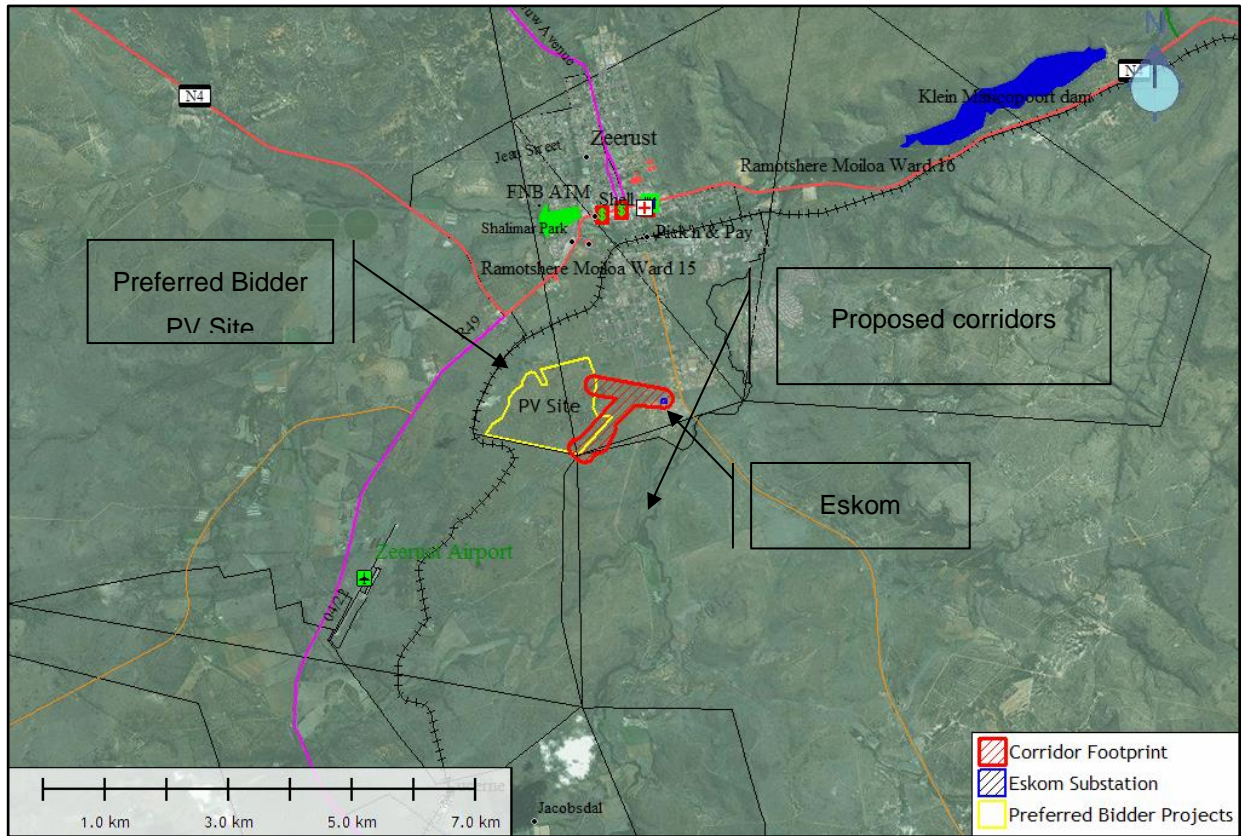 N
N4
N4
Klein Maricopoort dam
Zeerust
Jean Street
Ramotshere Moiloa Ward 16
FNB ATM
Shell
Shalimar Park
Pick'n & Pay
Ramotshere Moiloa Ward 15
Preferred Bidder
PV Site
Proposed corridors
R49
PV Site
Eskom
Zeerust Airport
04/22
Jacobsdal
1.0 km
3.0 km
5.0 km
7.0 km
Corridor Footprint
Eskom Substation
Preferred Bidder Projects